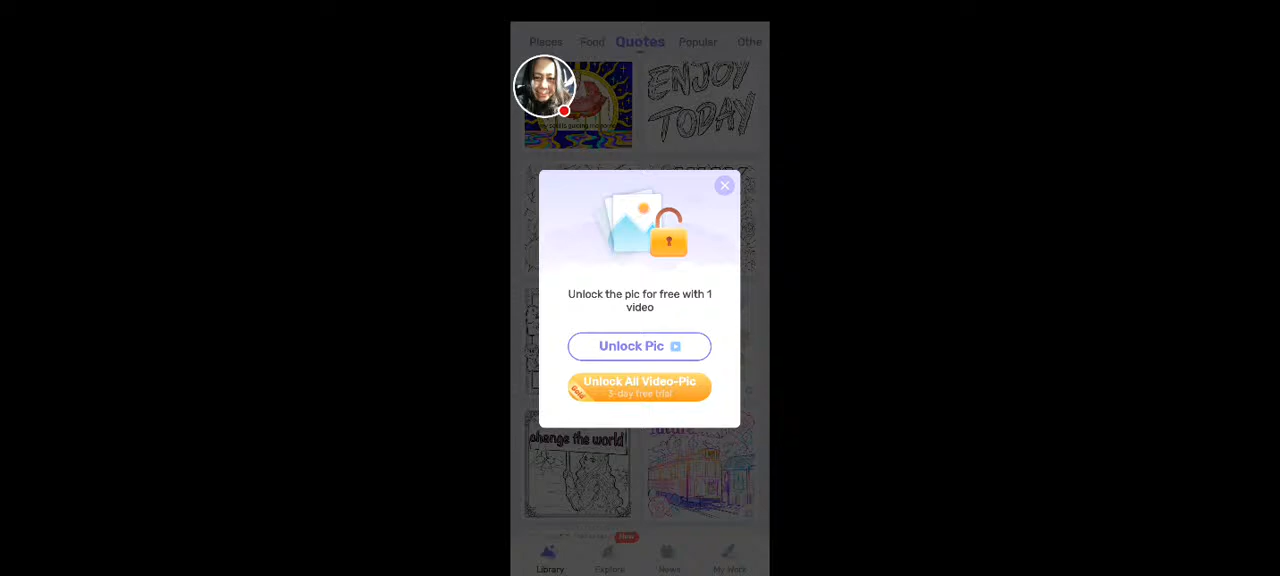 Places Food Quotes Popular Othe
ENJOY
TODAY
Unlock the pic for free with 1
video
Unlock Pic
Unlock All Video-Pic
Gold
3-day free trial
change the world
future
New
Library Explore News My Work